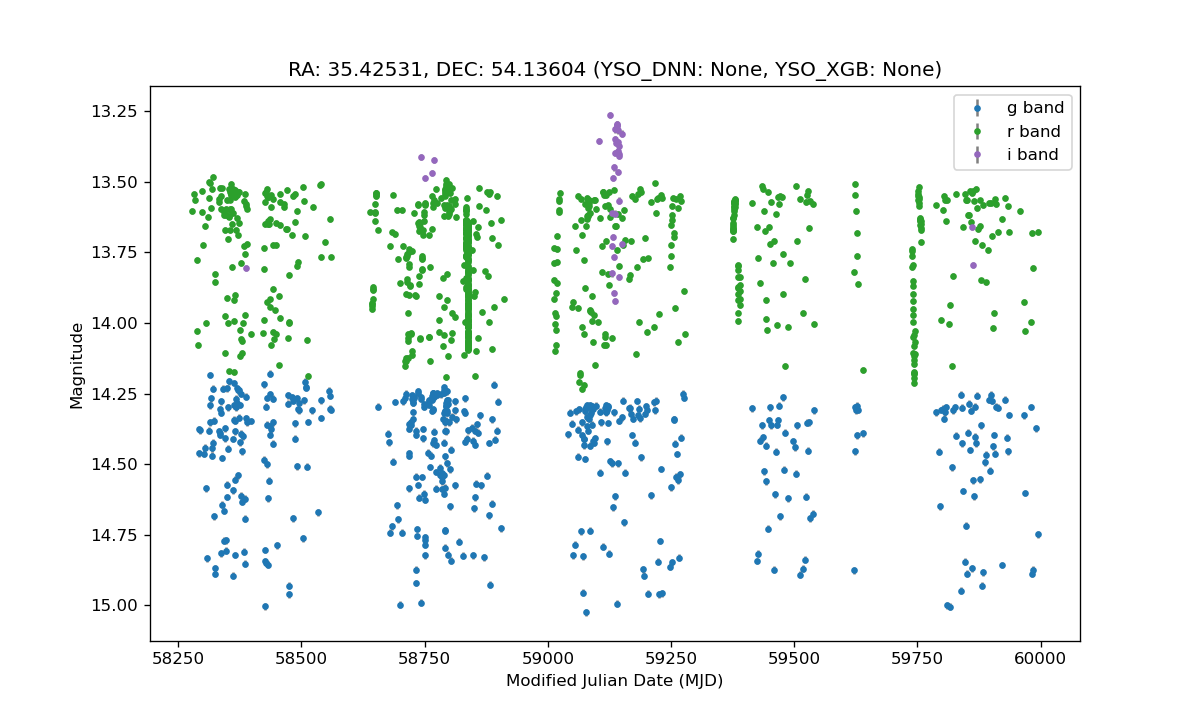 RA: 35.42531, DEC: 54.13604 (YSO_DNN: None, YSO_XGB: None)
g band
r band
i band
Magnitude
13.25
13.50
13.75
14.00
14.25
14.50
14.75
15.00
58250 58500 58750 59000 59250 59500 59750 60000
Modified Julian Date (MJD)